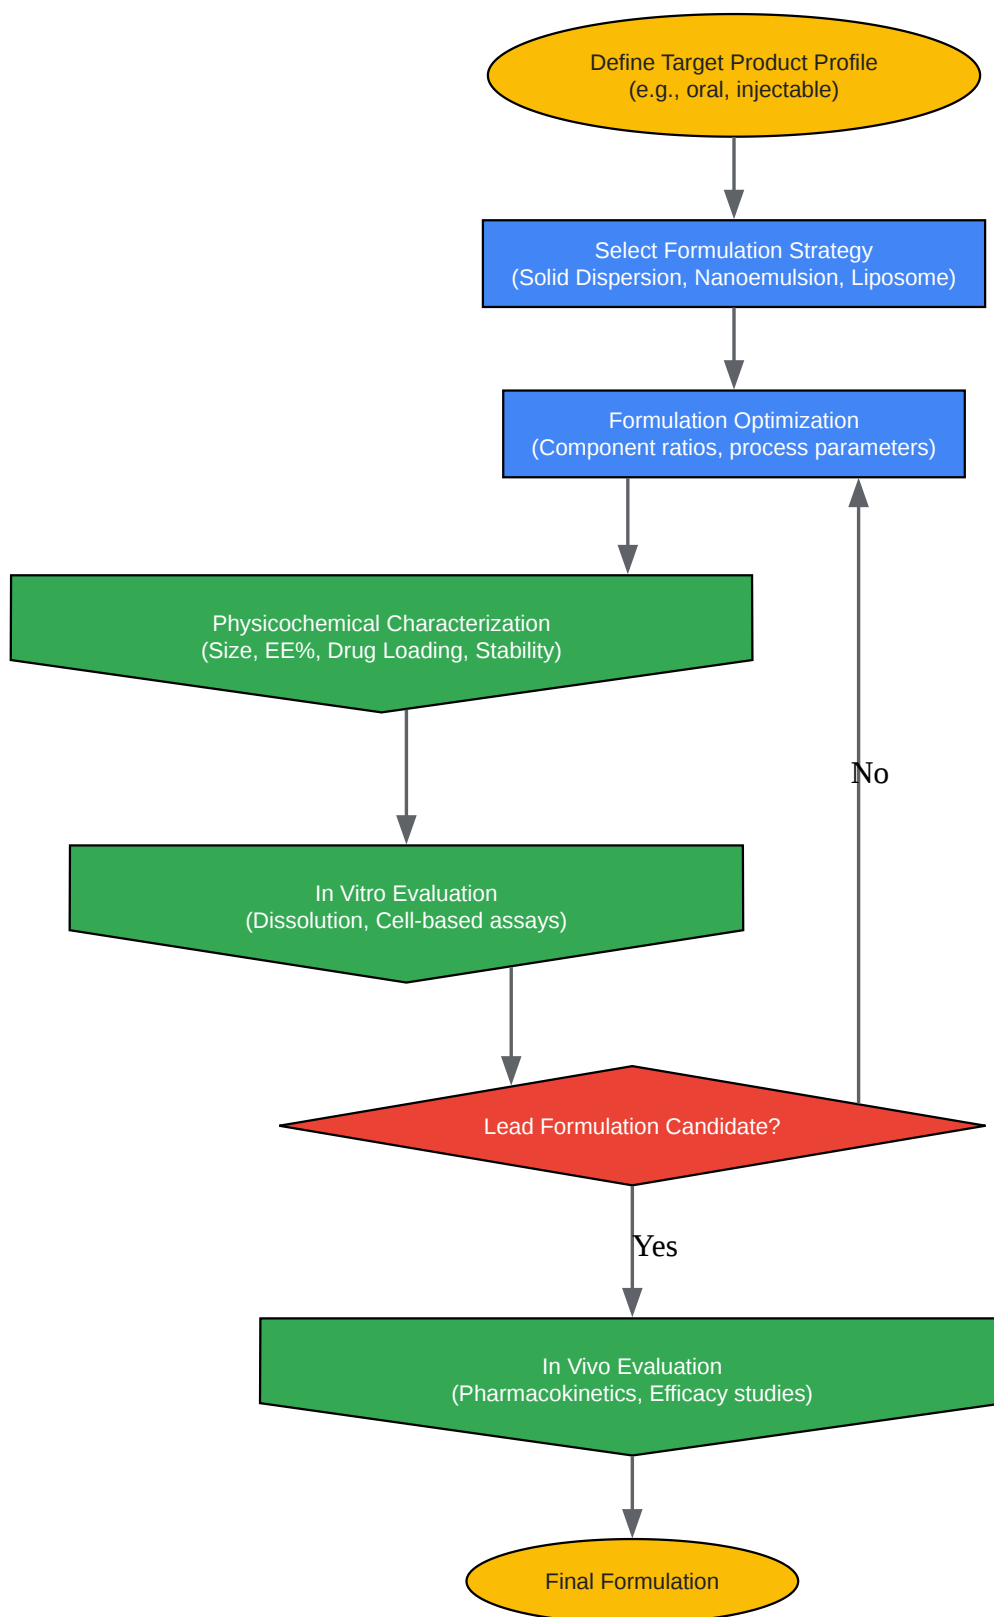 Define Target Product Profile
(e.g., oral, injectable)
Select Formulation Strategy
(Solid Dispersion, Nanoemulsion, Liposome)
Formulation Optimization
(Component ratios, process parameters)
Physicochemical Characterization
(Size, EE%, Drug Loading, Stability)
No
In Vitro Evaluation
(Dissolution, Cell-based assays)
Lead Formulation Candidate?
Yes
In Vivo Evaluation
(Pharmacokinetics, Efficacy studies)
Final Formulation